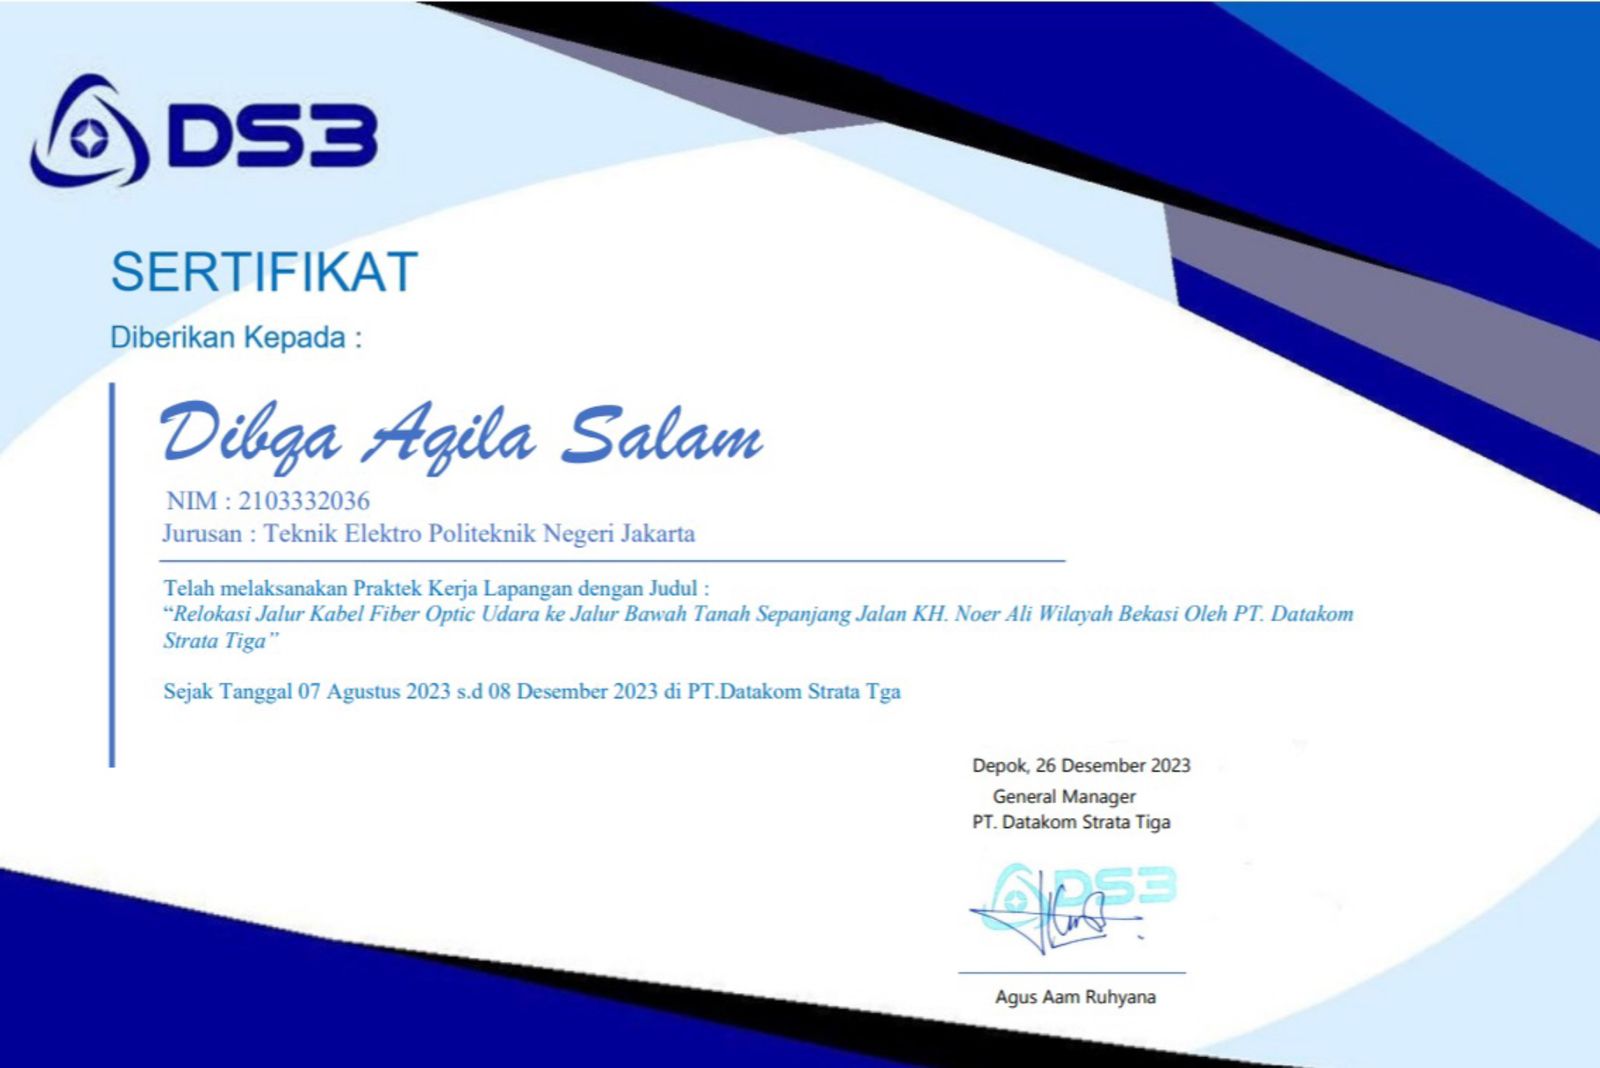 DS3
SERTIFIKAT
Diberikan Kepada :
Dibqa Aqila Salam
NIM : 2103332036
Jurusan : Teknik Elektro Politeknik Negeri Jakarta
Telah melaksanakan Praktek Kerja Lapangan dengan Judul :
“Relokasi Jalur Kabel Fiber Optic Udara ke Jalur Bawah Tanah Sepanjang Jalan KH. Noer Ali Wilayah Bekasi Oleh PT. Datakom
Strata Tiga”
Sejak Tanggal 07 Agustus 2023 s.d 08 Desember 2023 di PT.Datakom Strata Tga
Depok, 26 Desember 2023
General Manager
PT. Datakom Strata Tiga
DS3
Agus Aam Ruhyana